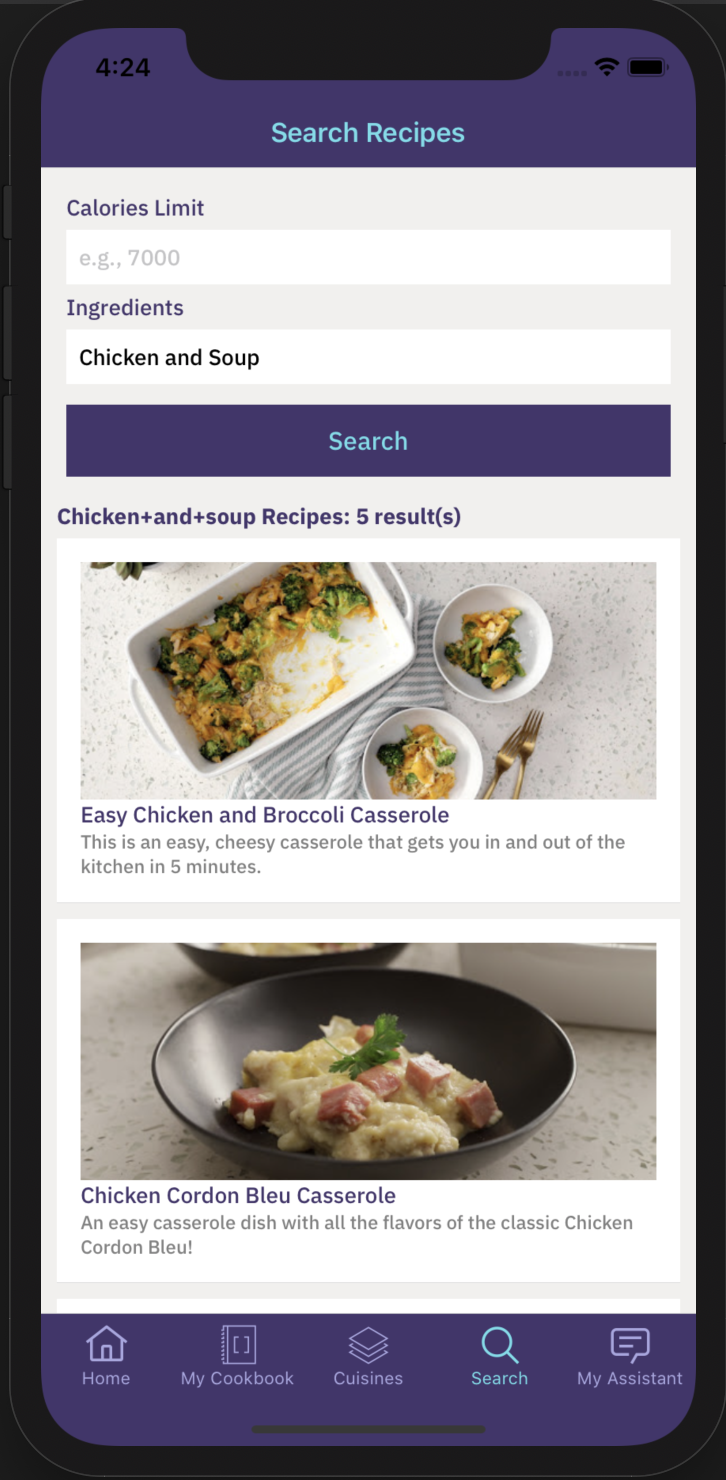 4:24
Search Recipes
Calories Limit
e.g., 7000
Ingredients
Chicken and Soup
Search
Chicken+and+soup Recipes: 5 result(s)
Easy Chicken and Broccoli Casserole
This is an easy, cheesy casserole that gets you in and out of the
kitchen in 5 minutes.
Chicken Cordon Bleu Casserole
An easy casserole dish with all the flavors of the classic Chicken
Cordon Bleu!
Home
My Cookbook
Cuisines
Search
My Assistant